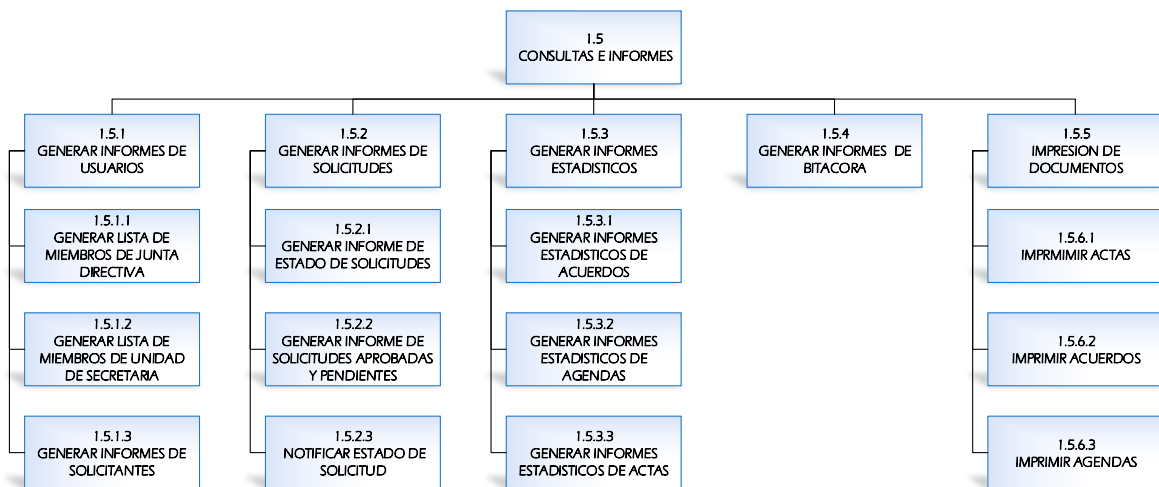 1.5
CONSULTAS E INFORMES
1.5.1
GENERAR INFORMES DE
USUARIOS
1.5.2
GENERAR INFORMES DE
SOLICITUDES
1.5.3
GENERAR INFORMES
ESTADISTICOS
1.5.4
GENERAR INFORMES DE
BITACORA
1.5.5
IMPRESION DE
DOCUMENTOS
1.5.1.1
GENERAR LISTA DE
MIEMBROS DE JUNTA
DIRECTIVA
1.5.2.1
GENERAR INFORME DE
ESTADO DE SOLICITUDES
1.5.3.1
GENERAR INFORMES
ESTADISTICOS DE
ACUERDOS
1.5.6.1
IMPRMIMIR ACTAS
1.5.1.2
GENERAR LISTA DE
MIEMBROS DE UNIDAD
DE SECRETARIA
1.5.2.2
GENERAR INFORME DE
SOLICITUDES APROBADAS
Y PENDIENTES
1.5.3.2
GENERAR INFORMES
ESTADISTICOS DE
AGENDAS
1.5.6.2
IMPRIMIR ACUERDOS
1.5.1.3
GENERAR INFORMES DE
SOLICITANTES
1.5.2.3
NOTIFICAR ESTADO DE
SOLICITUD
1.5.3.3
GENERAR INFORMES
ESTADISTICOS DE ACTAS
1.5.6.3
IMPRIMIR AGENDAS